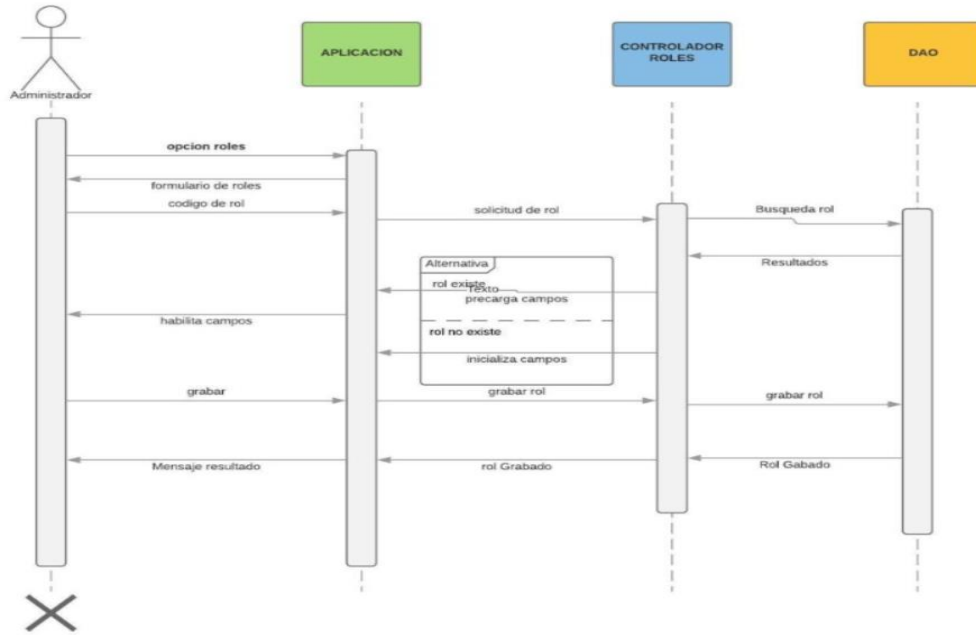 APLICACION
CONTROLADOR
ROLES
DAO
Administrador
opcion roles
formulario de roles
codigo de rol
solicitud de rol
Busqueda rol
Resultados
Alternativa
rol existe
Texto
precarga campos
habilita campos
rol no existe
inicializa campos
grabar
grabar rol
grabar rol
Mensaje resultado
rol Grabado
Rol Gabado